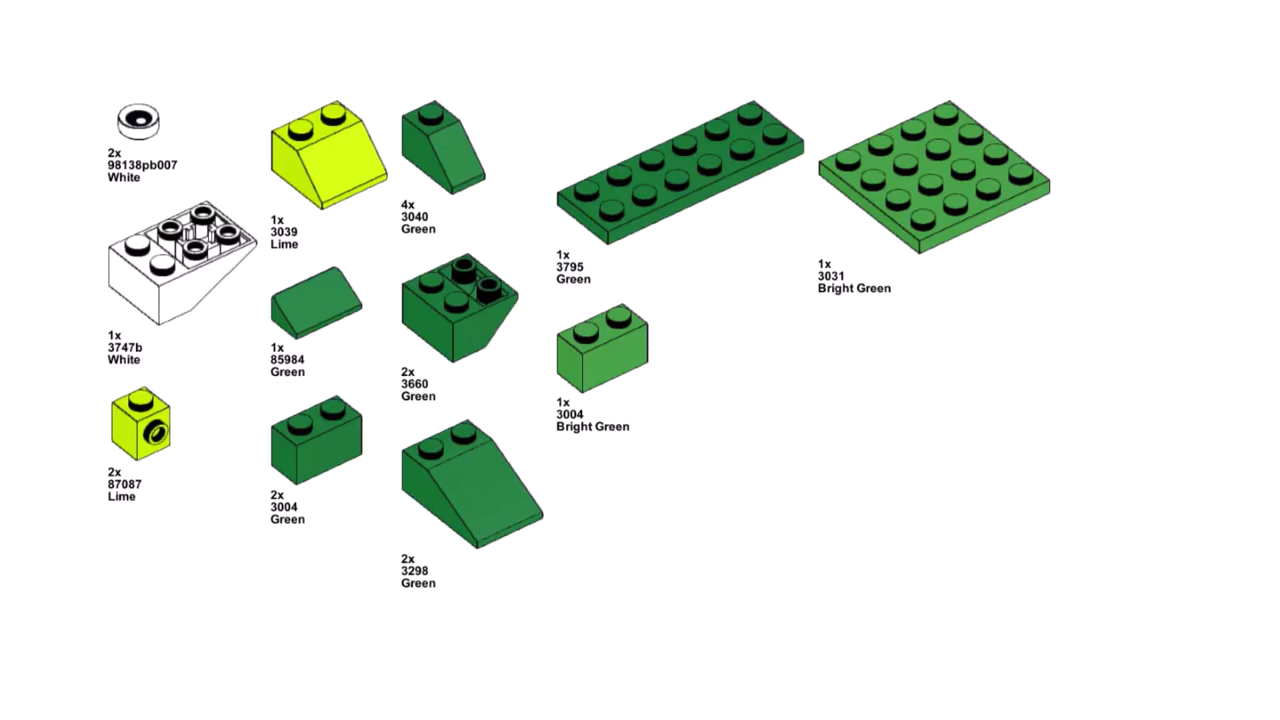 2x
98138pb007
White
1x
3747b
White
2x
87087
Lime
1x
3039
Lime
1x
85984
Green
2x
3004
Green
4x
3040
Green
2x
3660
Green
2x
3298
Green
1x
3795
Green
1x
3004
Bright Green
1x
3031
Bright Green